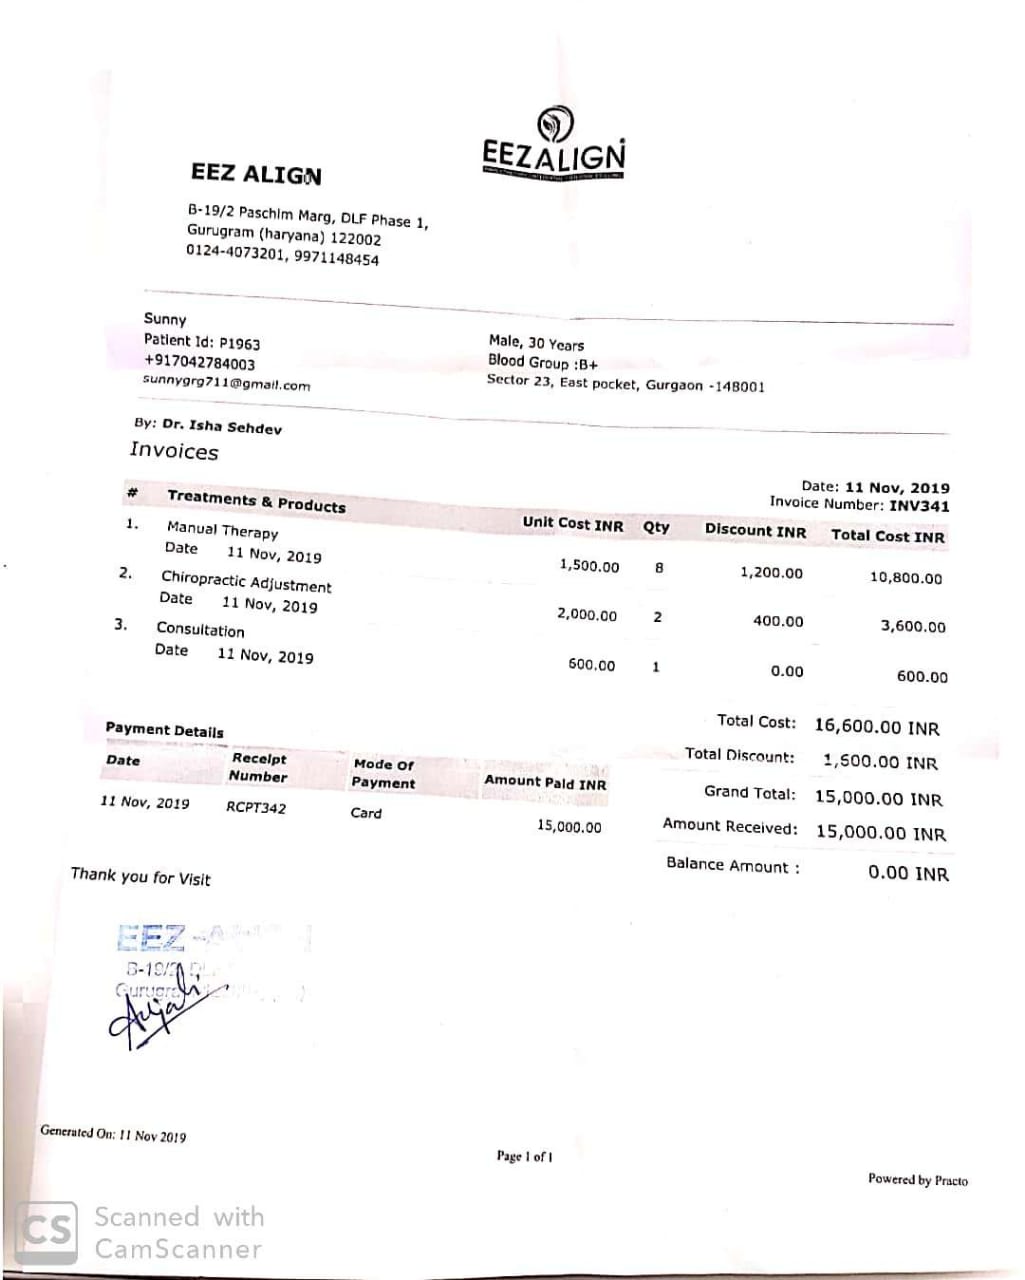 EEZALIGN
EEZ ALIGN
B-19/2 Paschim Marg, DLF Phase 1,
Gurugram (haryana) 122002
0124-4073201, 9971148454
Sunny
Patient Id: P1963
+917042784003
sunnygrg711@gmail.com
Male, 30 Years
Blood Group :B+
Sector 23, East pocket, Gurgaon -148001
By: Dr. Isha Sehdev
Invoices
Date: 11 Nov, 2019
Invoice Number: INV341
# Treatments & Products Unit Cost INR Qty Discount INR Total Cost INR
1. Manual Therapy 1,500.00 8 1,200.00 10,800.00
Date 11 Nov, 2019
2. Chiropractic Adjustment 2,000.00 2 400.00 3,600.00
Date 11 Nov, 2019
3. Consultation 600.00 1 0.00 600.00
Date 11 Nov, 2019
Total Cost: 16,600.00 INR
Total Discount: 1,600.00 INR
Grand Total: 15,000.00 INR
Amount Received: 15,000.00 INR
Balance Amount : 0.00 INR
Payment Details
Date Receipt Number Mode Of Payment Amount Paid INR
11 Nov, 2019 RCPT342 Card 15,000.00
Thank you for Visit
EEZ
B-19/2
Anjali
Generated On: 11 Nov 2019
Page 1 of 1
Powered by Practo
CS
Scanned with
CamScanner